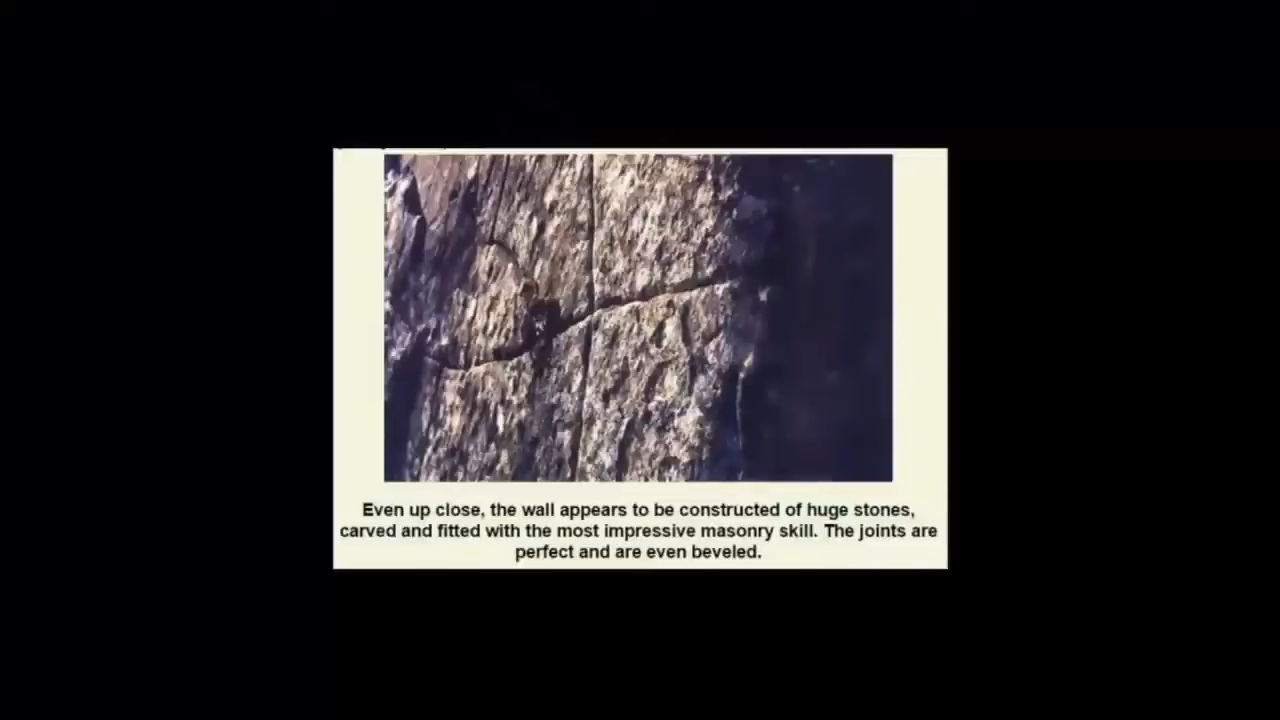 Even up close, the wall appears to be constructed of huge stones,
carved and fitted with the most impressive masonry skill. The joints are
perfect and are even beveled.